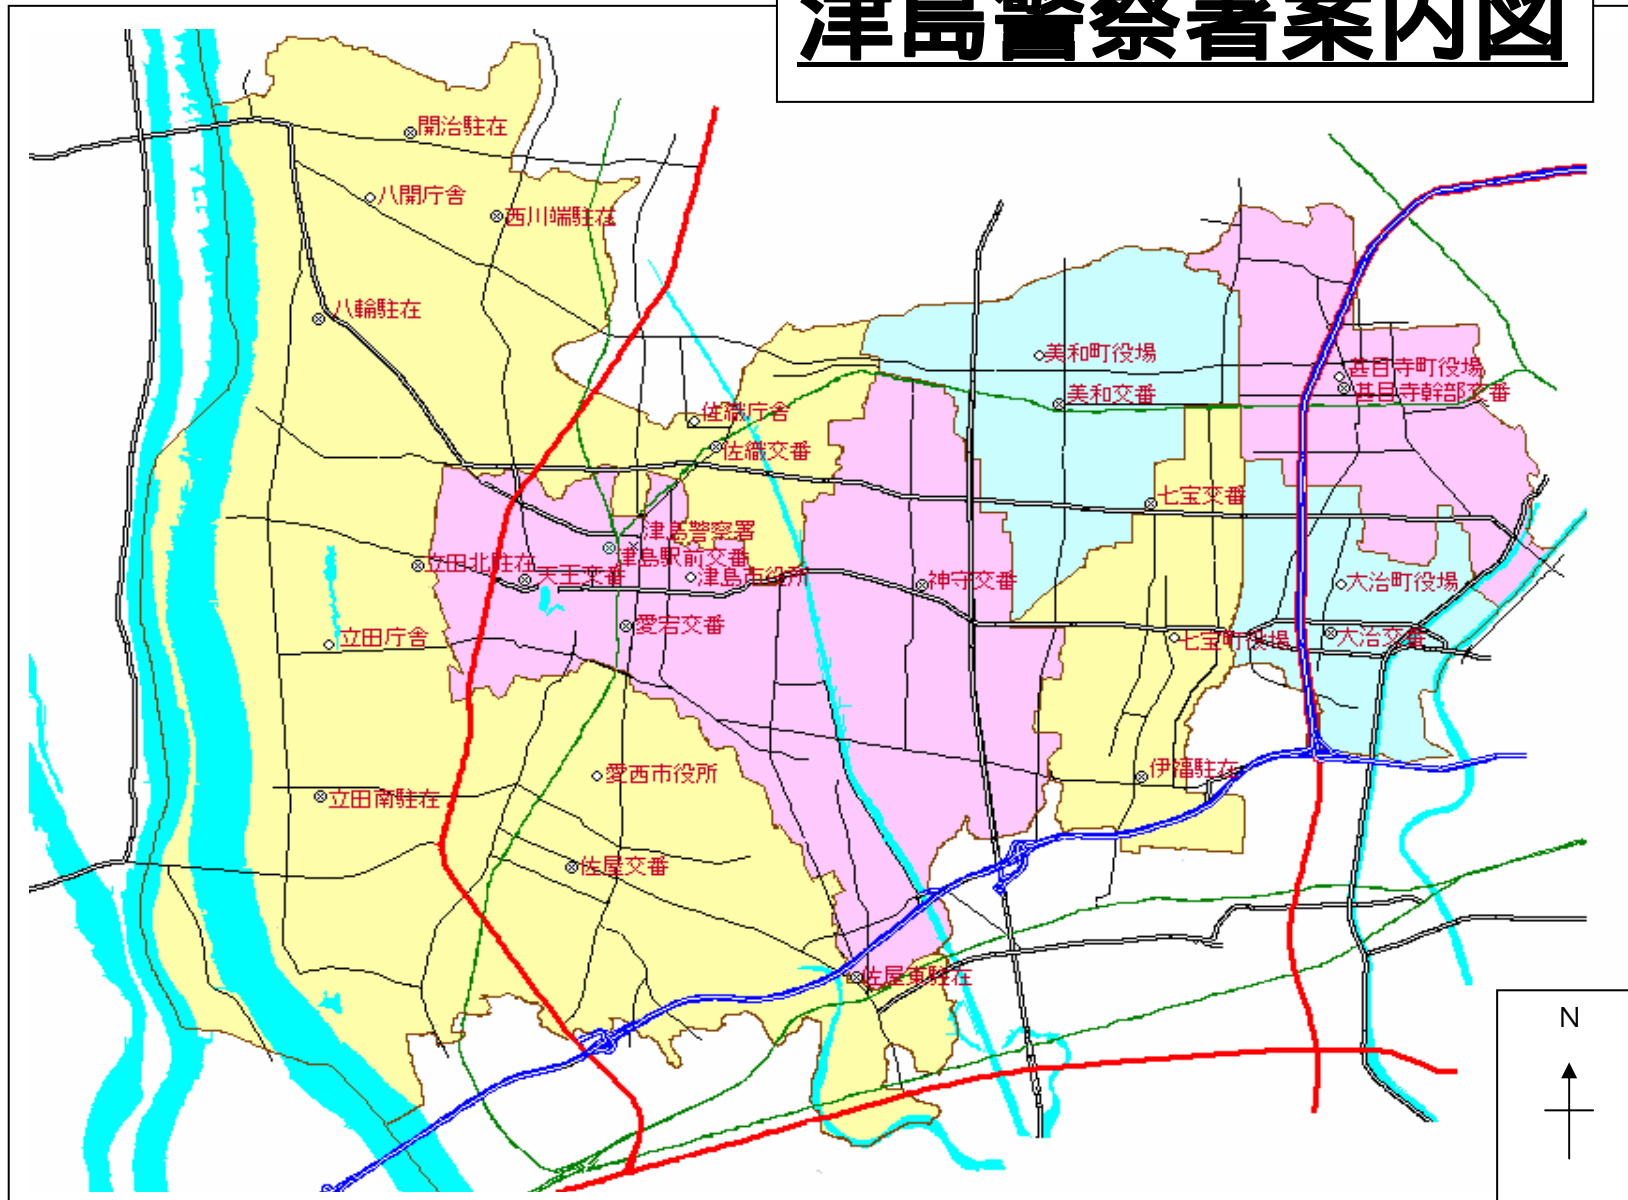 津島警察署案内図
開治駐在
八開庁舎
西川端駐在
八輪駐在
美和町役場
甚目寺町役場
甚目寺幹部交番
美和交番
佐織庁舎
佐織交番
七宝交番
津島警察署
津島駅前交番
立田北駐在
天王交番
津島市役所
神守交番
大治町役場
愛宕交番
立田庁舎
七宝町役場
大治交番
愛西市役所
伊福駐在
立田南駐在
佐屋交番
佐屋東駐在
N